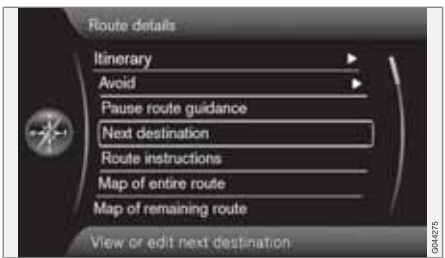 Route details
Itinerary
Avoid
Pause route guidance
Next destination
Route instructions
Map of entire route
Map of remaining route
View or edit next destination
G044275